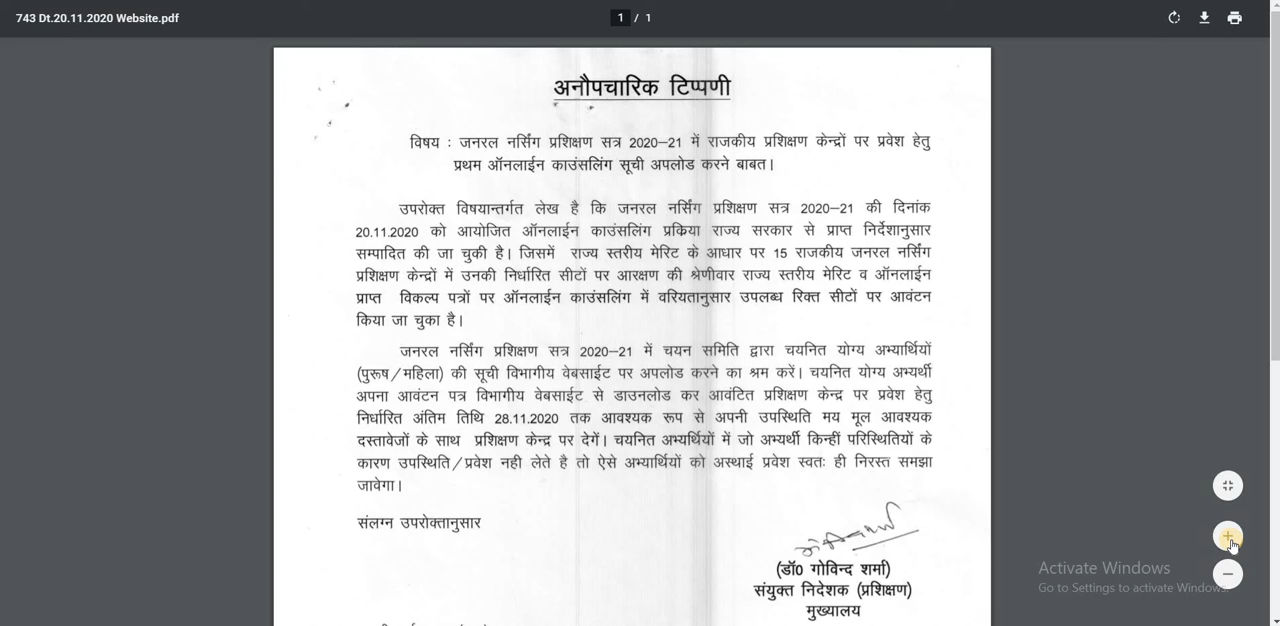 743 Dt.20.11.2020 Website.pdf
1 / 1
अनौपचारिक टिप्पणी
विषय : जनरल नर्सिंग प्रशिक्षण सत्र 2020–21 में राजकीय प्रशिक्षण केन्द्रों पर प्रवेश हेतु
प्रथम ऑनलाईन काउंसलिंग सूची अपलोड करने बाबत।
उपरोक्त विषयान्तर्गत लेख है कि जनरल नर्सिंग प्रशिक्षण सत्र 2020–21 की दिनांक
20.11.2020 को आयोजित ऑनलाईन काउंसलिंग प्रकिया राज्य सरकार से प्राप्त निर्देशानुसार
सम्पादित की जा चुकी है। जिसमें राज्य स्तरीय मेरिट के आधार पर 15 राजकीय जनरल नर्सिंग
प्रशिक्षण केन्द्रों में उनकी निर्धारित सीटों पर आरक्षण की श्रेणीवार राज्य स्तरीय मेरिट व ऑनलाईन
प्राप्त विकल्प पत्रों पर ऑनलाईन काउंसलिंग में वरियतानुसार उपलब्ध रिक्त सीटों पर आवंटन
किया जा चुका है।
जनरल नर्सिंग प्रशिक्षण सत्र 2020–21 में चयन समिति द्वारा चयनित योग्य अभ्यार्थियों
(पुरूष/महिला) की सूची विभागीय वेबसाईट पर अपलोड करने का श्रम करें। चयनित योग्य अभ्यर्थी
अपना आवंटन पत्र विभागीय वेबसाईट से डाउनलोड कर आवंटित प्रशिक्षण केन्द्र पर प्रवेश हेतु
निर्धारित अंतिम तिथि 28.11.2020 तक आवश्यक रूप से अपनी उपस्थिति मय मूल आवश्यक
दस्तावेजों के साथ प्रशिक्षण केन्द्र पर देगें। चयनित अभ्यर्थियों में जो अभ्यर्थी किन्हीं परिस्थितियों के
कारण उपस्थिति/प्रवेश नही लेते है तो ऐसे अभ्यार्थियों को अस्थाई प्रवेश स्वतः ही निरस्त समझा
जावेगा।
संलग्न उपरोक्तानुसार
(डॉ0 गोविन्द शर्मा)
संयुक्त निदेशक (प्रशिक्षण)
मुख्यालय
Activate Windows
Go to Settings to activate Windows.